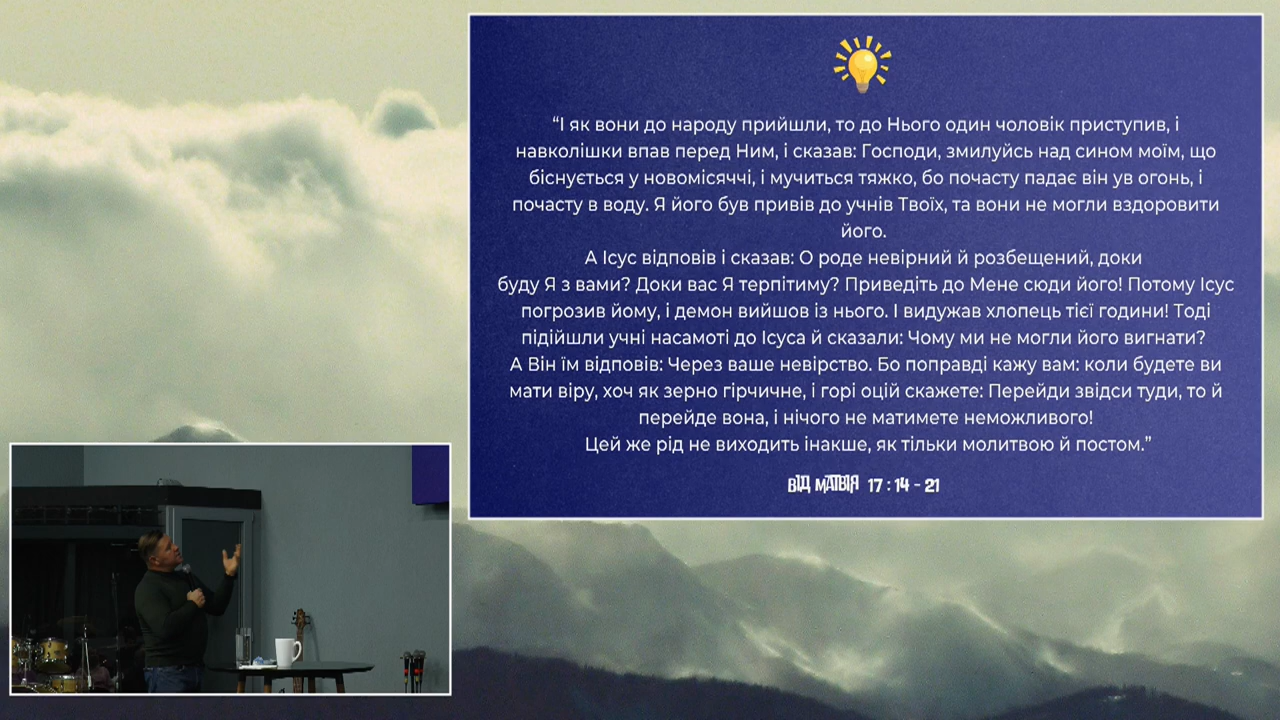 “І як вони до народу прийшли, то до Нього один чоловік приступив, і
навколішки впав перед Ним, і сказав: Господи, змилуйсь над сином моїм, що
біснується у новомісяччі, і мучиться тяжко, бо почасту падає він ув огонь, і
почасту в воду. Я його був привів до учнів Твоїх, та вони не могли вздоровити
його.
А Ісус відповів і сказав: О роде невірний й розбещений, доки
буду Я з вами? Доки вас Я терпітиму? Приведіть до Мене сюди його! Потому Ісус
погрозив йому, і демон вийшов із нього. І видужав хлопець тієї години! Тоді
підійшли учні насамоті до Ісуса й сказали: Чому ми не могли його вигнати?
А Він їм відповів: Через ваше невірство. Бо поправді кажу вам: коли будете ви
мати віру, хоч як зерно гірчичне, і горі оцій скажете: Перейди звідси туди, то й
перейде вона, і нічого не матимете неможливого!
Цей же рід не виходить інакше, як тільки молитвою й постом.”
ВІД МАТВІЯ 17 : 14 - 21